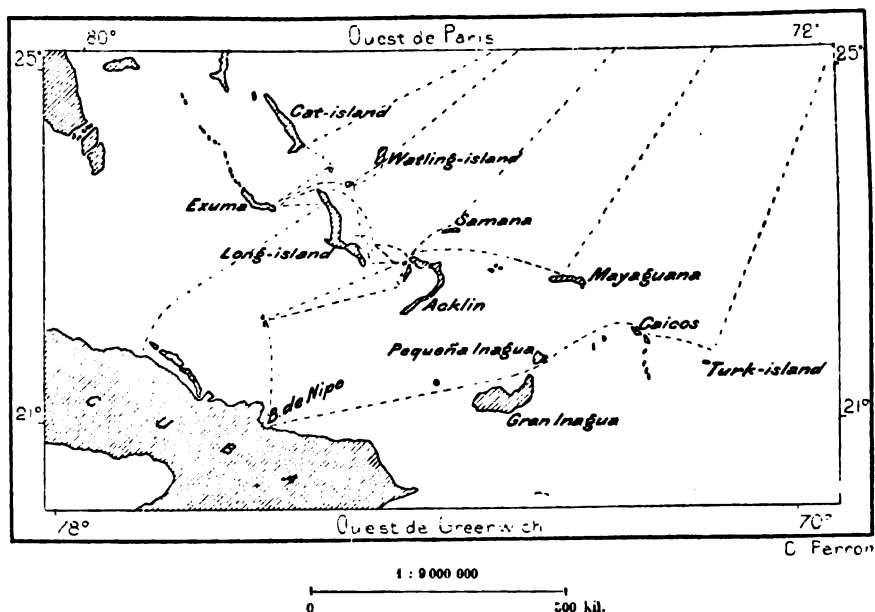 80° Ouest de Paris 72°
25° 25°
Cat-island
Watling-island
Exuma
Samana
Long-island
Mayaguana
Acklin
Caicos
Pequeña Inagua
Turk-island
B. de Nipo
Gran Inagua
21° 21°
CUBA
78° Ouest de Greenwich 70°
C. Perron
1 : 9 000 000
0 500 kil.